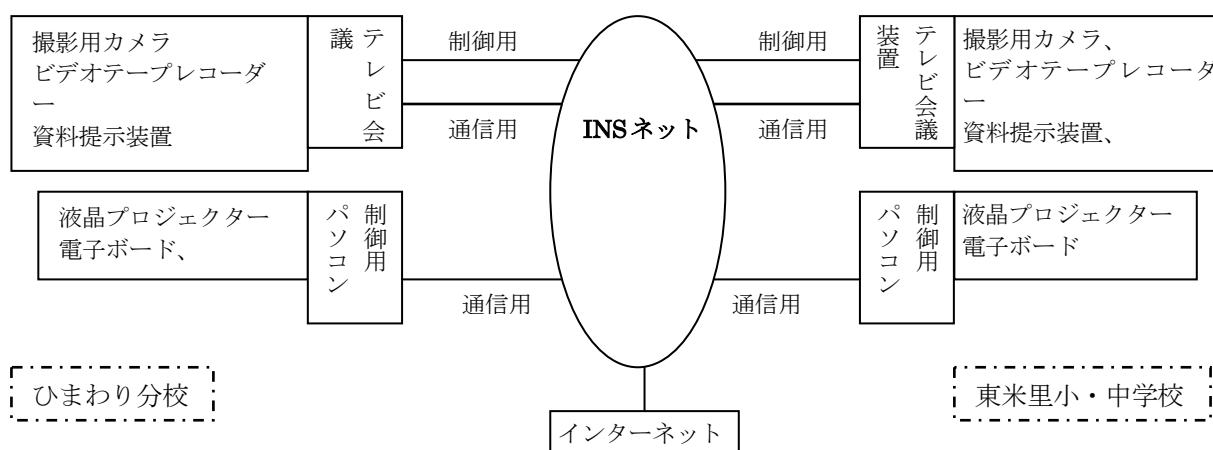 撮影用カメラ
ビデオテープレコーダ
ー
資料提示装置
テレビ会
議
制御用
通信用
液晶プロジェクター
電子ボード、
制御用
パソコン
通信用
INSネット
インターネット
制御用
通信用
テレビ会議
装置
撮影用カメラ、
ビデオテープレコーダ
ー
資料提示装置、
通信用
制御用
パソコン
液晶プロジェクター
電子ボード
ひまわり分校
東米里小・中学校